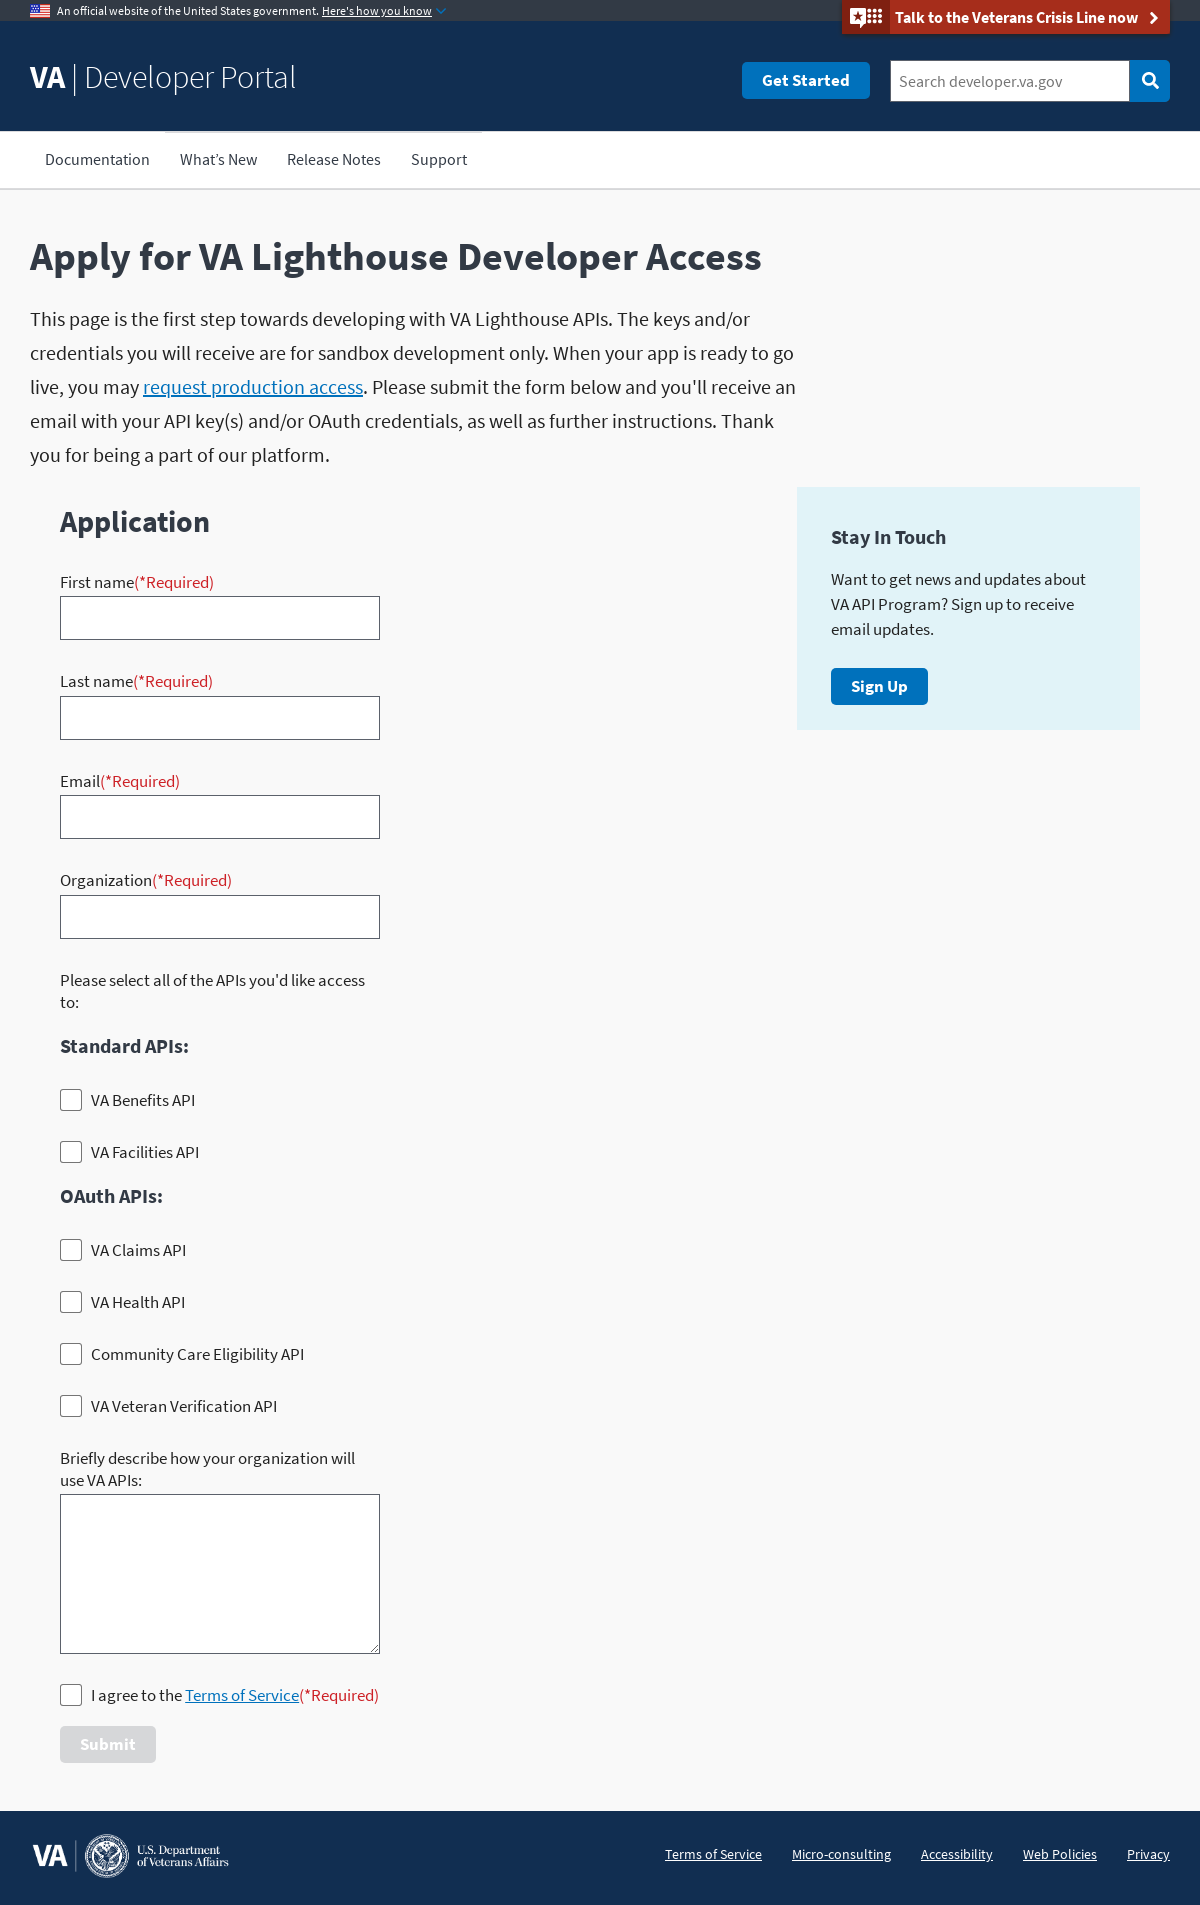 An official website of the United States government. Here's how you know
Talk to the Veterans Crisis Line now
VA | Developer Portal
Get Started
Search developer.va.gov
Documentation
What’s New
Release Notes
Support
Apply for VA Lighthouse Developer Access
This page is the first step towards developing with VA Lighthouse APIs. The keys and/or
credentials you will receive are for sandbox development only. When your app is ready to go
live, you may request production access. Please submit the form below and you'll receive an
email with your API key(s) and/or OAuth credentials, as well as further instructions. Thank
you for being a part of our platform.
Application
First name(*Required)
Last name(*Required)
Email(*Required)
Organization(*Required)
Please select all of the APIs you'd like access
to:
Standard APIs:
VA Benefits API
VA Facilities API
OAuth APIs:
VA Claims API
VA Health API
Community Care Eligibility API
VA Veteran Verification API
Briefly describe how your organization will
use VA APIs:
I agree to the Terms of Service(*Required)
Submit
Stay In Touch
Want to get news and updates about
VA API Program? Sign up to receive
email updates.
Sign Up
VA
U.S. Department
of Veterans Affairs
Terms of Service
Micro-consulting
Accessibility
Web Policies
Privacy